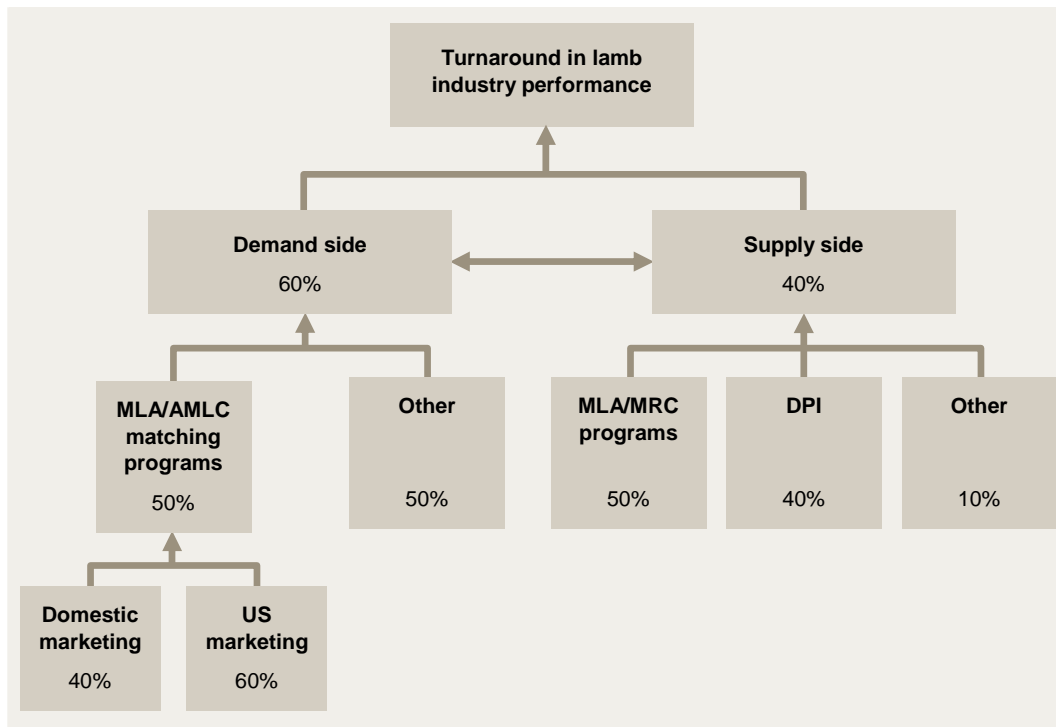 Turnaround in lamb
industry performance
Demand side
60%
Supply side
40%
MLA/AMLC
matching
programs
50%
Other
50%
MLA/MRC
programs
50%
DPI
40%
Other
10%
Domestic
marketing
40%
US
marketing
60%